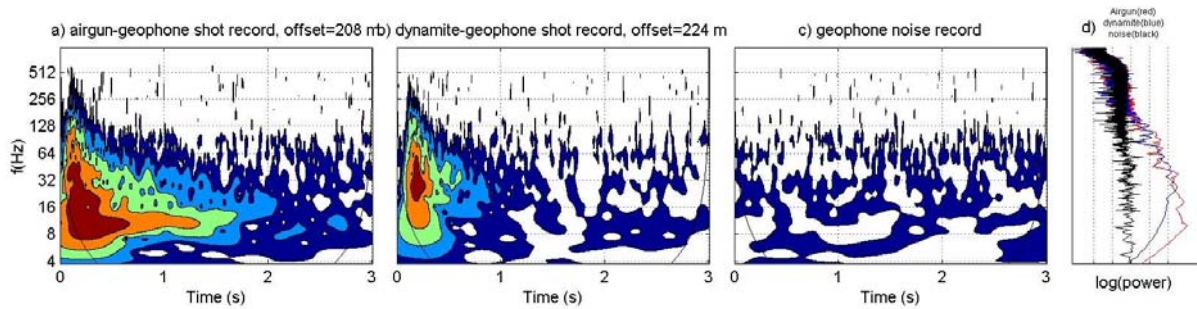 a) airgun-geophone shot record, offset=208 m
b) dynamite-geophone shot record, offset=224 m
c) geophone noise record
d)
Airgun(red)
dynamite(blue)
noise(black)
f(Hz)
512
256
128
64
32
16
8
4
0 1 2 3
Time (s)
0 1 2 3
Time (s)
0 1 2 3
Time (s)
log(power)